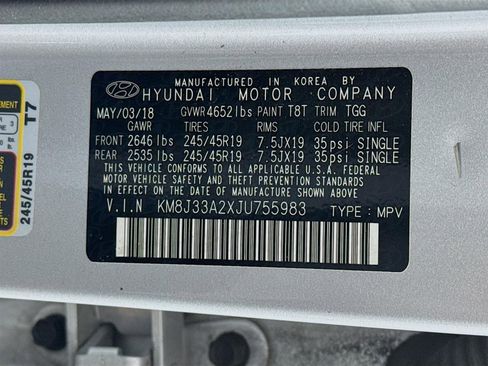 MANUFACTURED IN KOREA BY
HYUNDAI MOTOR COMPANY
MAY/03/18 GVWR4652lbs PAINT T8T TRIM TGG
GAWR TIRES RIMS COLD TIRE INFL
FRONT 2646 lbs 245/45R19 7.5JX19 35psi SINGLE
REAR 2535 lbs 245/45R19 7.5JX19 35psi SINGLE
THIS VEHICLE CONFORMS TO ALL APPLICABLE U.S.A. FEDERAL
MOTOR VEHICLE SAFETY AND THEFT PREVENTION STANDARDS
IN EFFECT ON THE DATE OF MANUFACTURE SHOWN ABOVE.
V.I.N KM8J33A2XJU755983 TYPE : MPV
245/45R19 T7